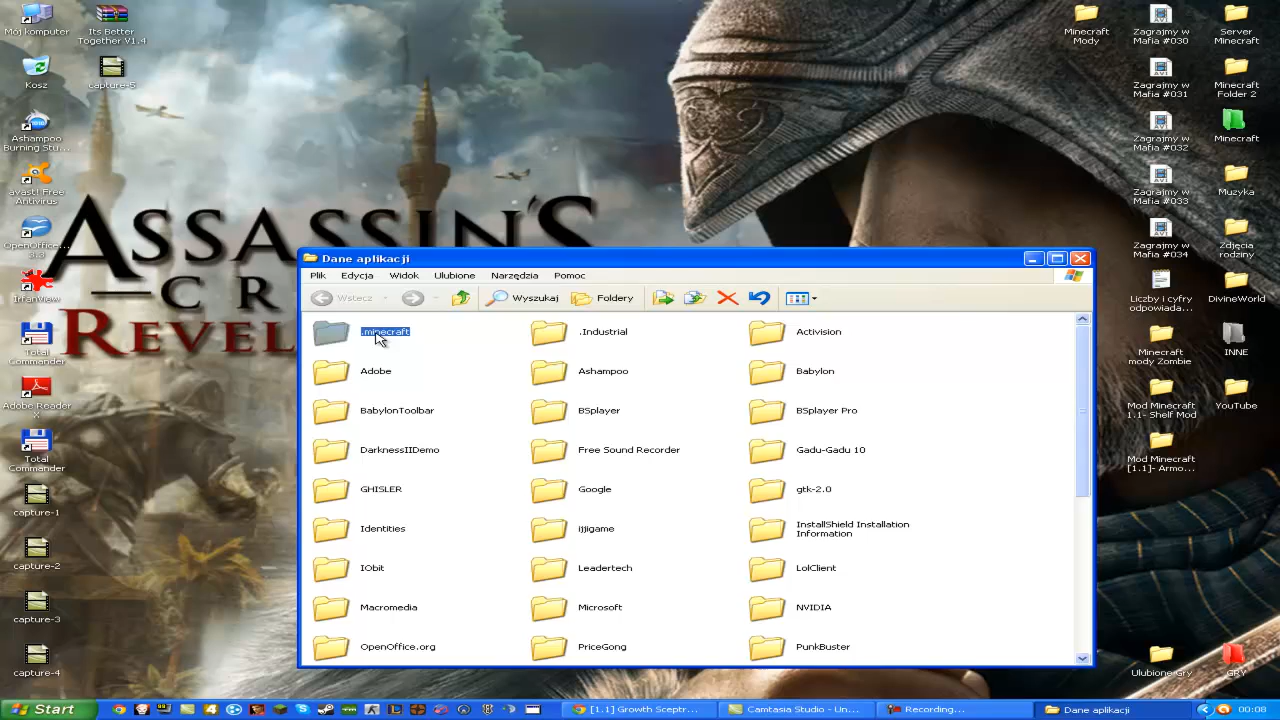 Mój komputer
Its Better
Together V1.4
Kosz
capture-5
Ashampoo
Burning Stu...
avast! Free
Antivirus
OpenOffice...
3.3
IrfanView
Total
Commander
Adobe Reader
X
Total
Commander
capture-1
capture-2
capture-3
capture-4
ASSASSIN'S
CR
REVEL
Minecraft
Mody
Zagrajmy w
Mafia #030
Server
Minecraft
Zagrajmy w
Mafia #031
Minecraft
Folder 2
Zagrajmy w
Mafia #032
Minecraft
Zagrajmy w
Mafia #033
Muzyka
Zagrajmy w
Mafia #034
Zdjęcia
rodziny
Liczby i cyfry
odpowiada...
DivineWorld
Minecraft
mody Zombie
INNE
Mod Minecraft
1.1- Shelf Mod
YouTube
Mod Minecraft
[1.1]- Armo...
Ulubione Gry
GRY
Dane aplikacji
Plik Edycja Widok Ulubione Narzędzia Pomoc
Wstecz Wyszukaj Foldery
.minecraft .Industrial Activision
Adobe Ashampoo Babylon
BabylonToolbar BSplayer BSplayer Pro
DarknessIIDemo Free Sound Recorder Gadu-Gadu 10
GHISLER Google gtk-2.0
Identities ijjigame InstallShield Installation
Information
IObit Leadertech LolClient
Macromedia Microsoft NVIDIA
OpenOffice.org PriceGong PunkBuster
Start [1.1] Growth Sceptr... Camtasia Studio - Un... Recording... Dane aplikacji 00:08